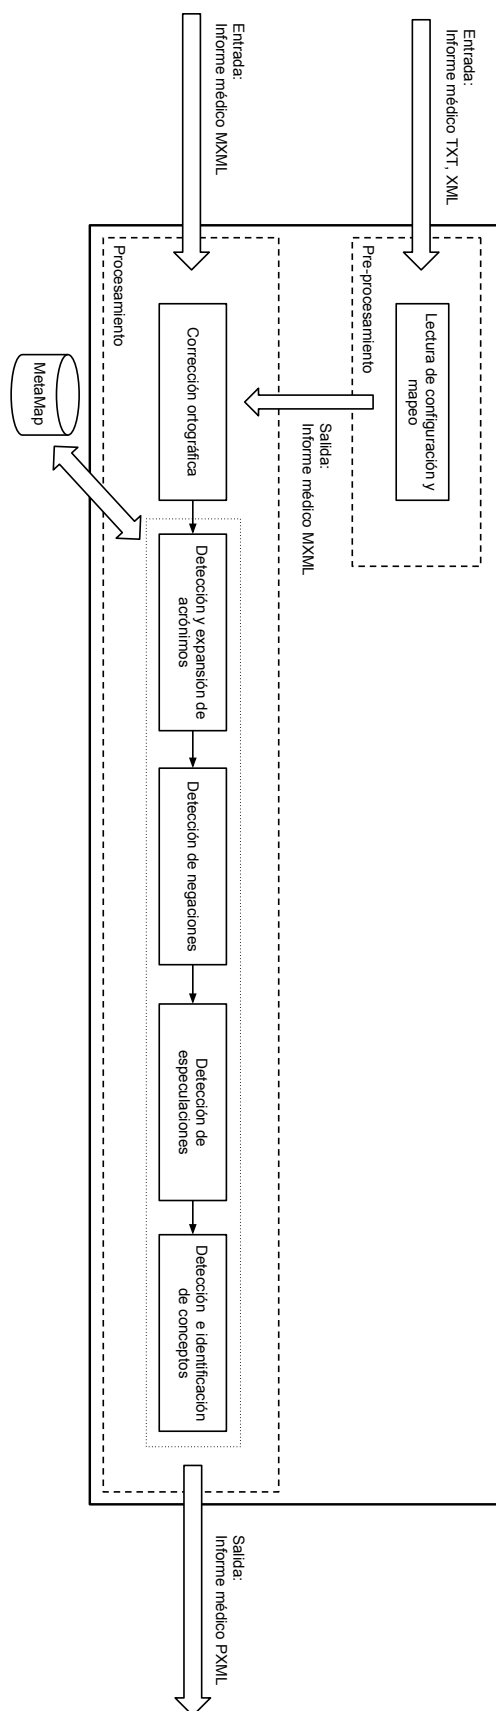 Entrada:
Informe médico TXT, XML
Pre-procesamiento
Lectura de configuración y
mapeo
Salida:
Informe médico MXML
Entrada:
Informe médico MXML
Procesamiento
Corrección ortográfica
Detección y expansión de
acrónimos
Detección de negaciones
Detección de
especulaciones
Detección e identificación
de conceptos
MetaMap
Salida:
Informe médico PXML